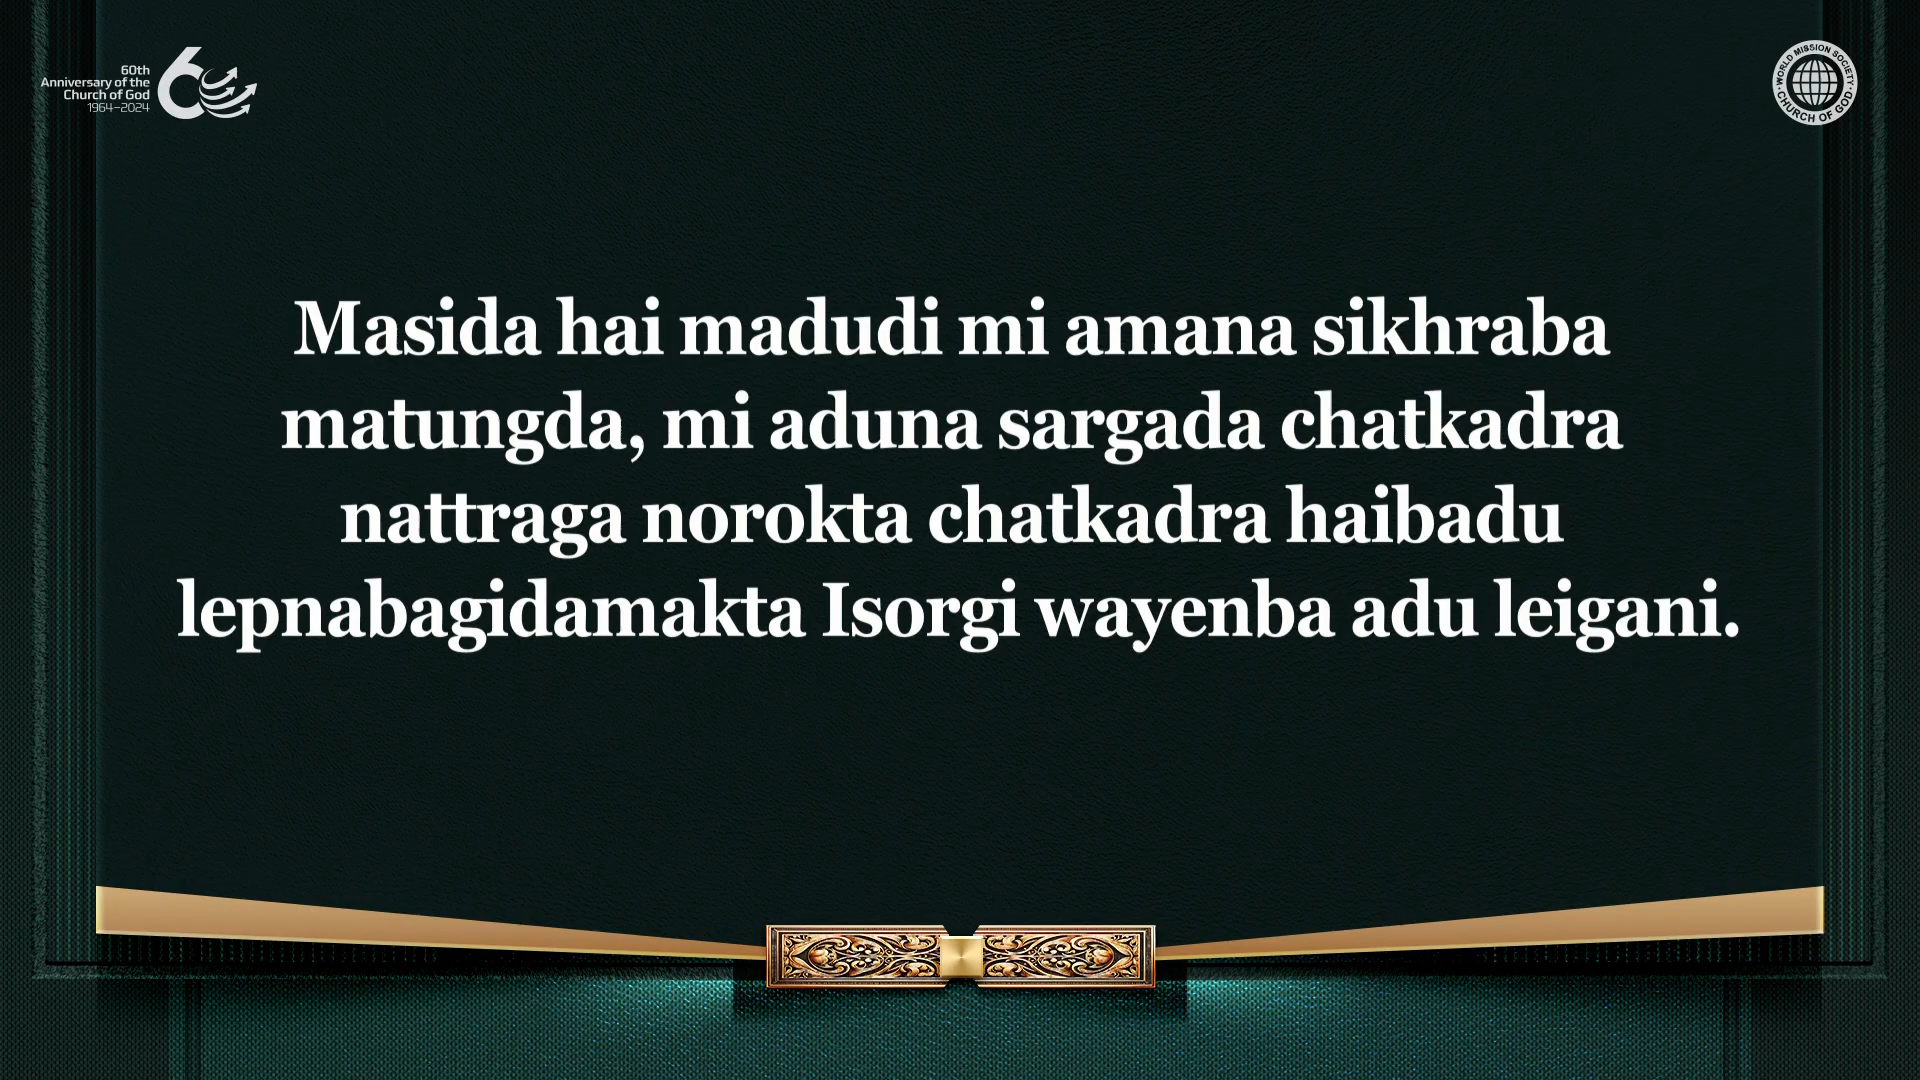 60th
Anniversary of the
Church of God
1964–2024
WORLD MISSION SOCIETY
CHURCH OF GOD
Masida hai madudi mi amana sikhraba
matungda, mi aduna sargada chatkadra
nattraga norokta chatkadra haibadu
lepnabagidamakta Isorgi wayenba adu leigani.